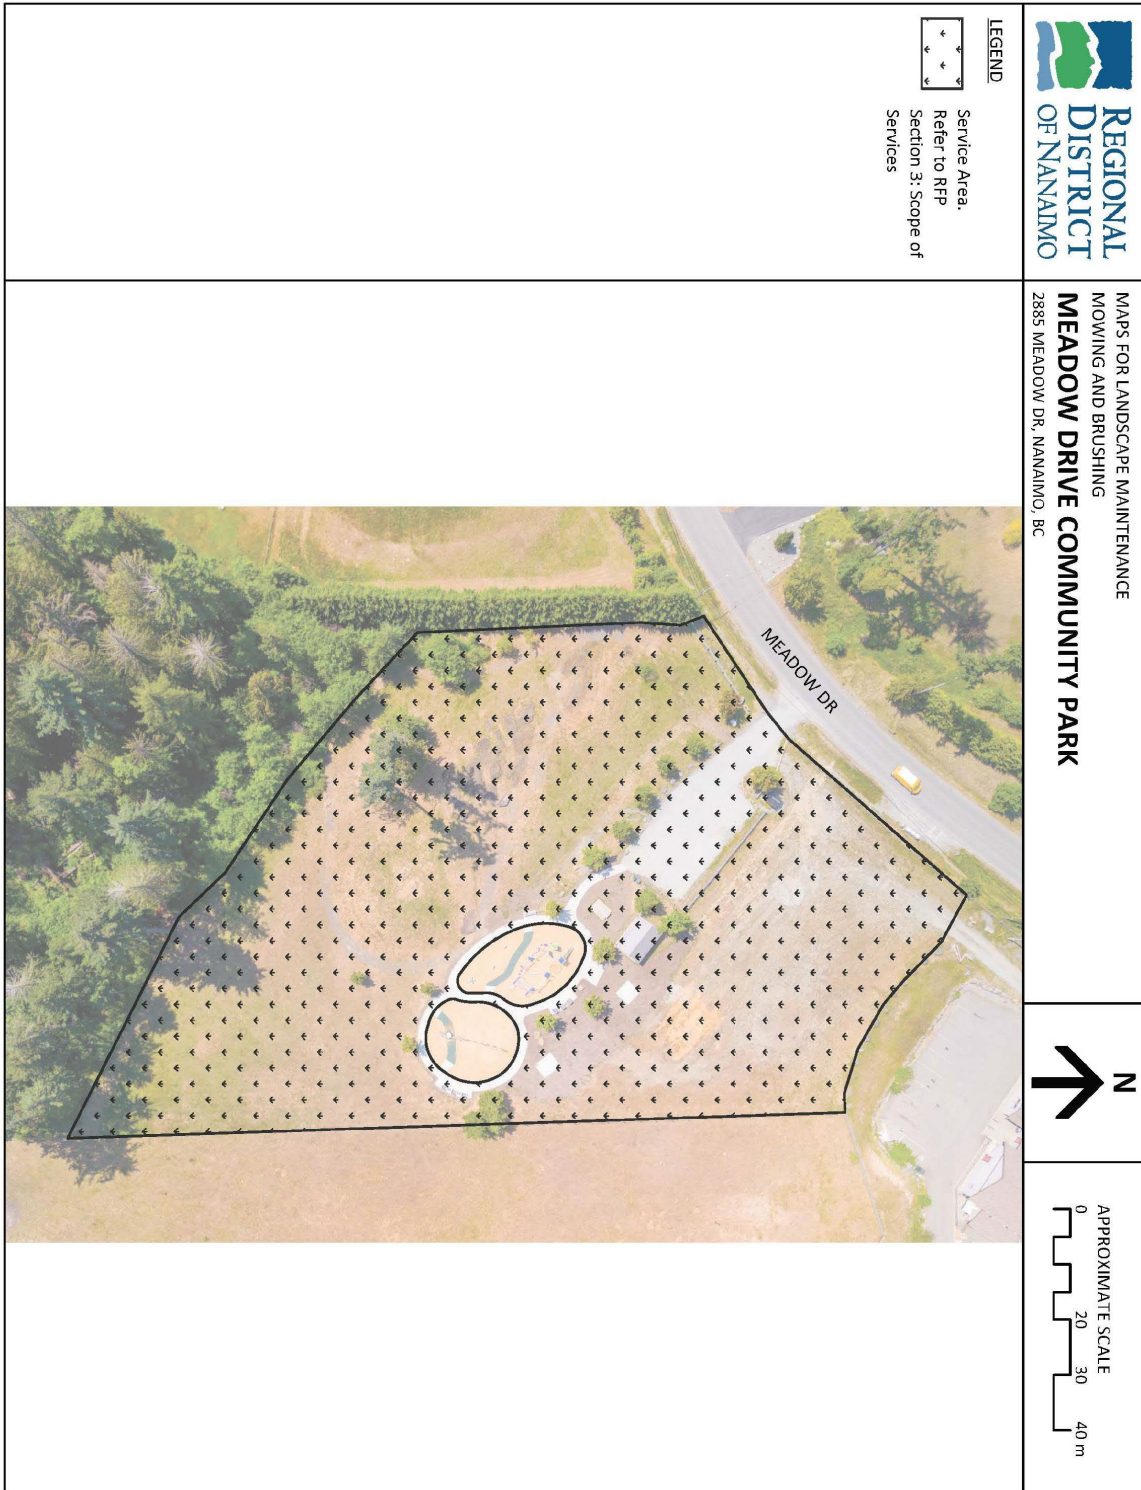 REGIONAL
DISTRICT
OF NANAIMO
MAPS FOR LANDSCAPE MAINTENANCE
MOWING AND BRUSHING
MEADOW DRIVE COMMUNITY PARK
2885 MEADOW DR, NANAIMO, BC
N
APPROXIMATE SCALE
0 20 30 40 m
LEGEND
Service Area.
Refer to RFP
Section 3: Scope of
Services
MEADOW DR